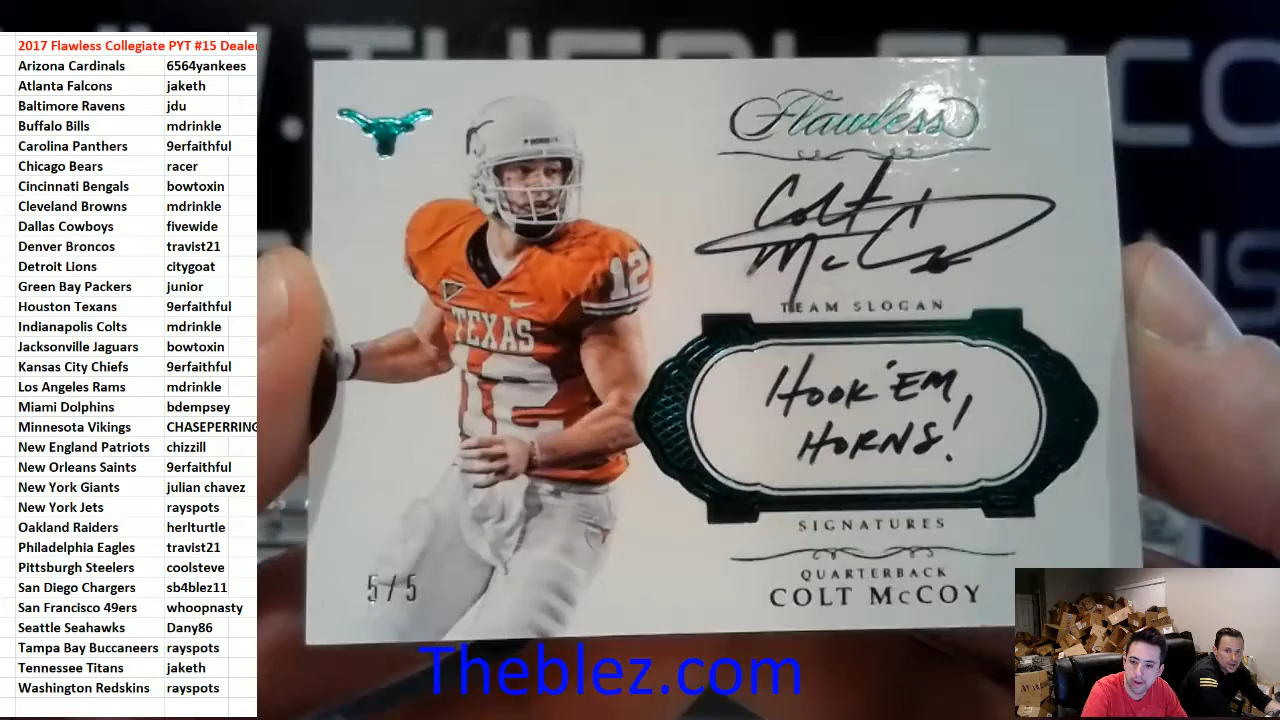 2017 Flawless Collegiate PYT #15 Dealer
Arizona Cardinals 6564yankees
Atlanta Falcons jaketh
Baltimore Ravens jdu
Buffalo Bills mdrinkle
Carolina Panthers 9erfaithful
Chicago Bears racer
Cincinnati Bengals bowtoxin
Cleveland Browns mdrinkle
Dallas Cowboys fivewide
Denver Broncos travist21
Detroit Lions citygoat
Green Bay Packers junior
Houston Texans 9erfaithful
Indianapolis Colts mdrinkle
Jacksonville Jaguars bowtoxin
Kansas City Chiefs 9erfaithful
Los Angeles Rams mdrinkle
Miami Dolphins bdempsey
Minnesota Vikings CHASEPERRING
New England Patriots chizzill
New Orleans Saints 9erfaithful
New York Giants julian chavez
New York Jets rayspots
Oakland Raiders herlturtle
Philadelphia Eagles travist21
PIttsburgh Steelers coolsteve
San Diego Chargers sb4blez11
San Francisco 49ers whoopnasty
Seattle Seahawks Dany86
Tampa Bay Buccaneers rayspots
Tennessee Titans jaketh
Washington Redskins rayspots
Flawless
Colt McCoy
TEAM SLOGAN
HOOK 'EM
HORNS!
SIGNATURES
QUARTERBACK
COLT McCOY
12
TEXAS
12
5/5
Theblez.com